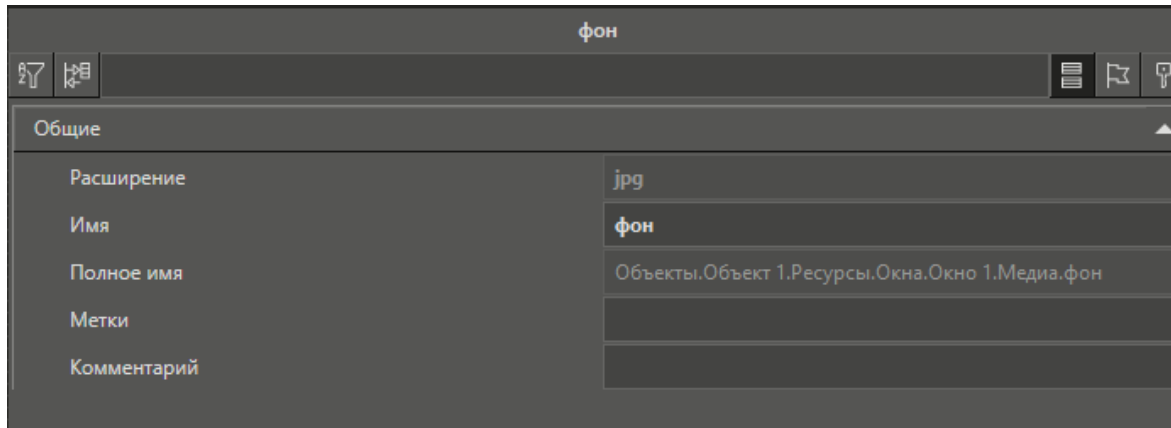 фон
Общие
Расширение jpg
Имя фон
Полное имя Объекты.Объект 1.Ресурсы.Окна.Окно 1.Медиа.фон
Метки
Комментарий